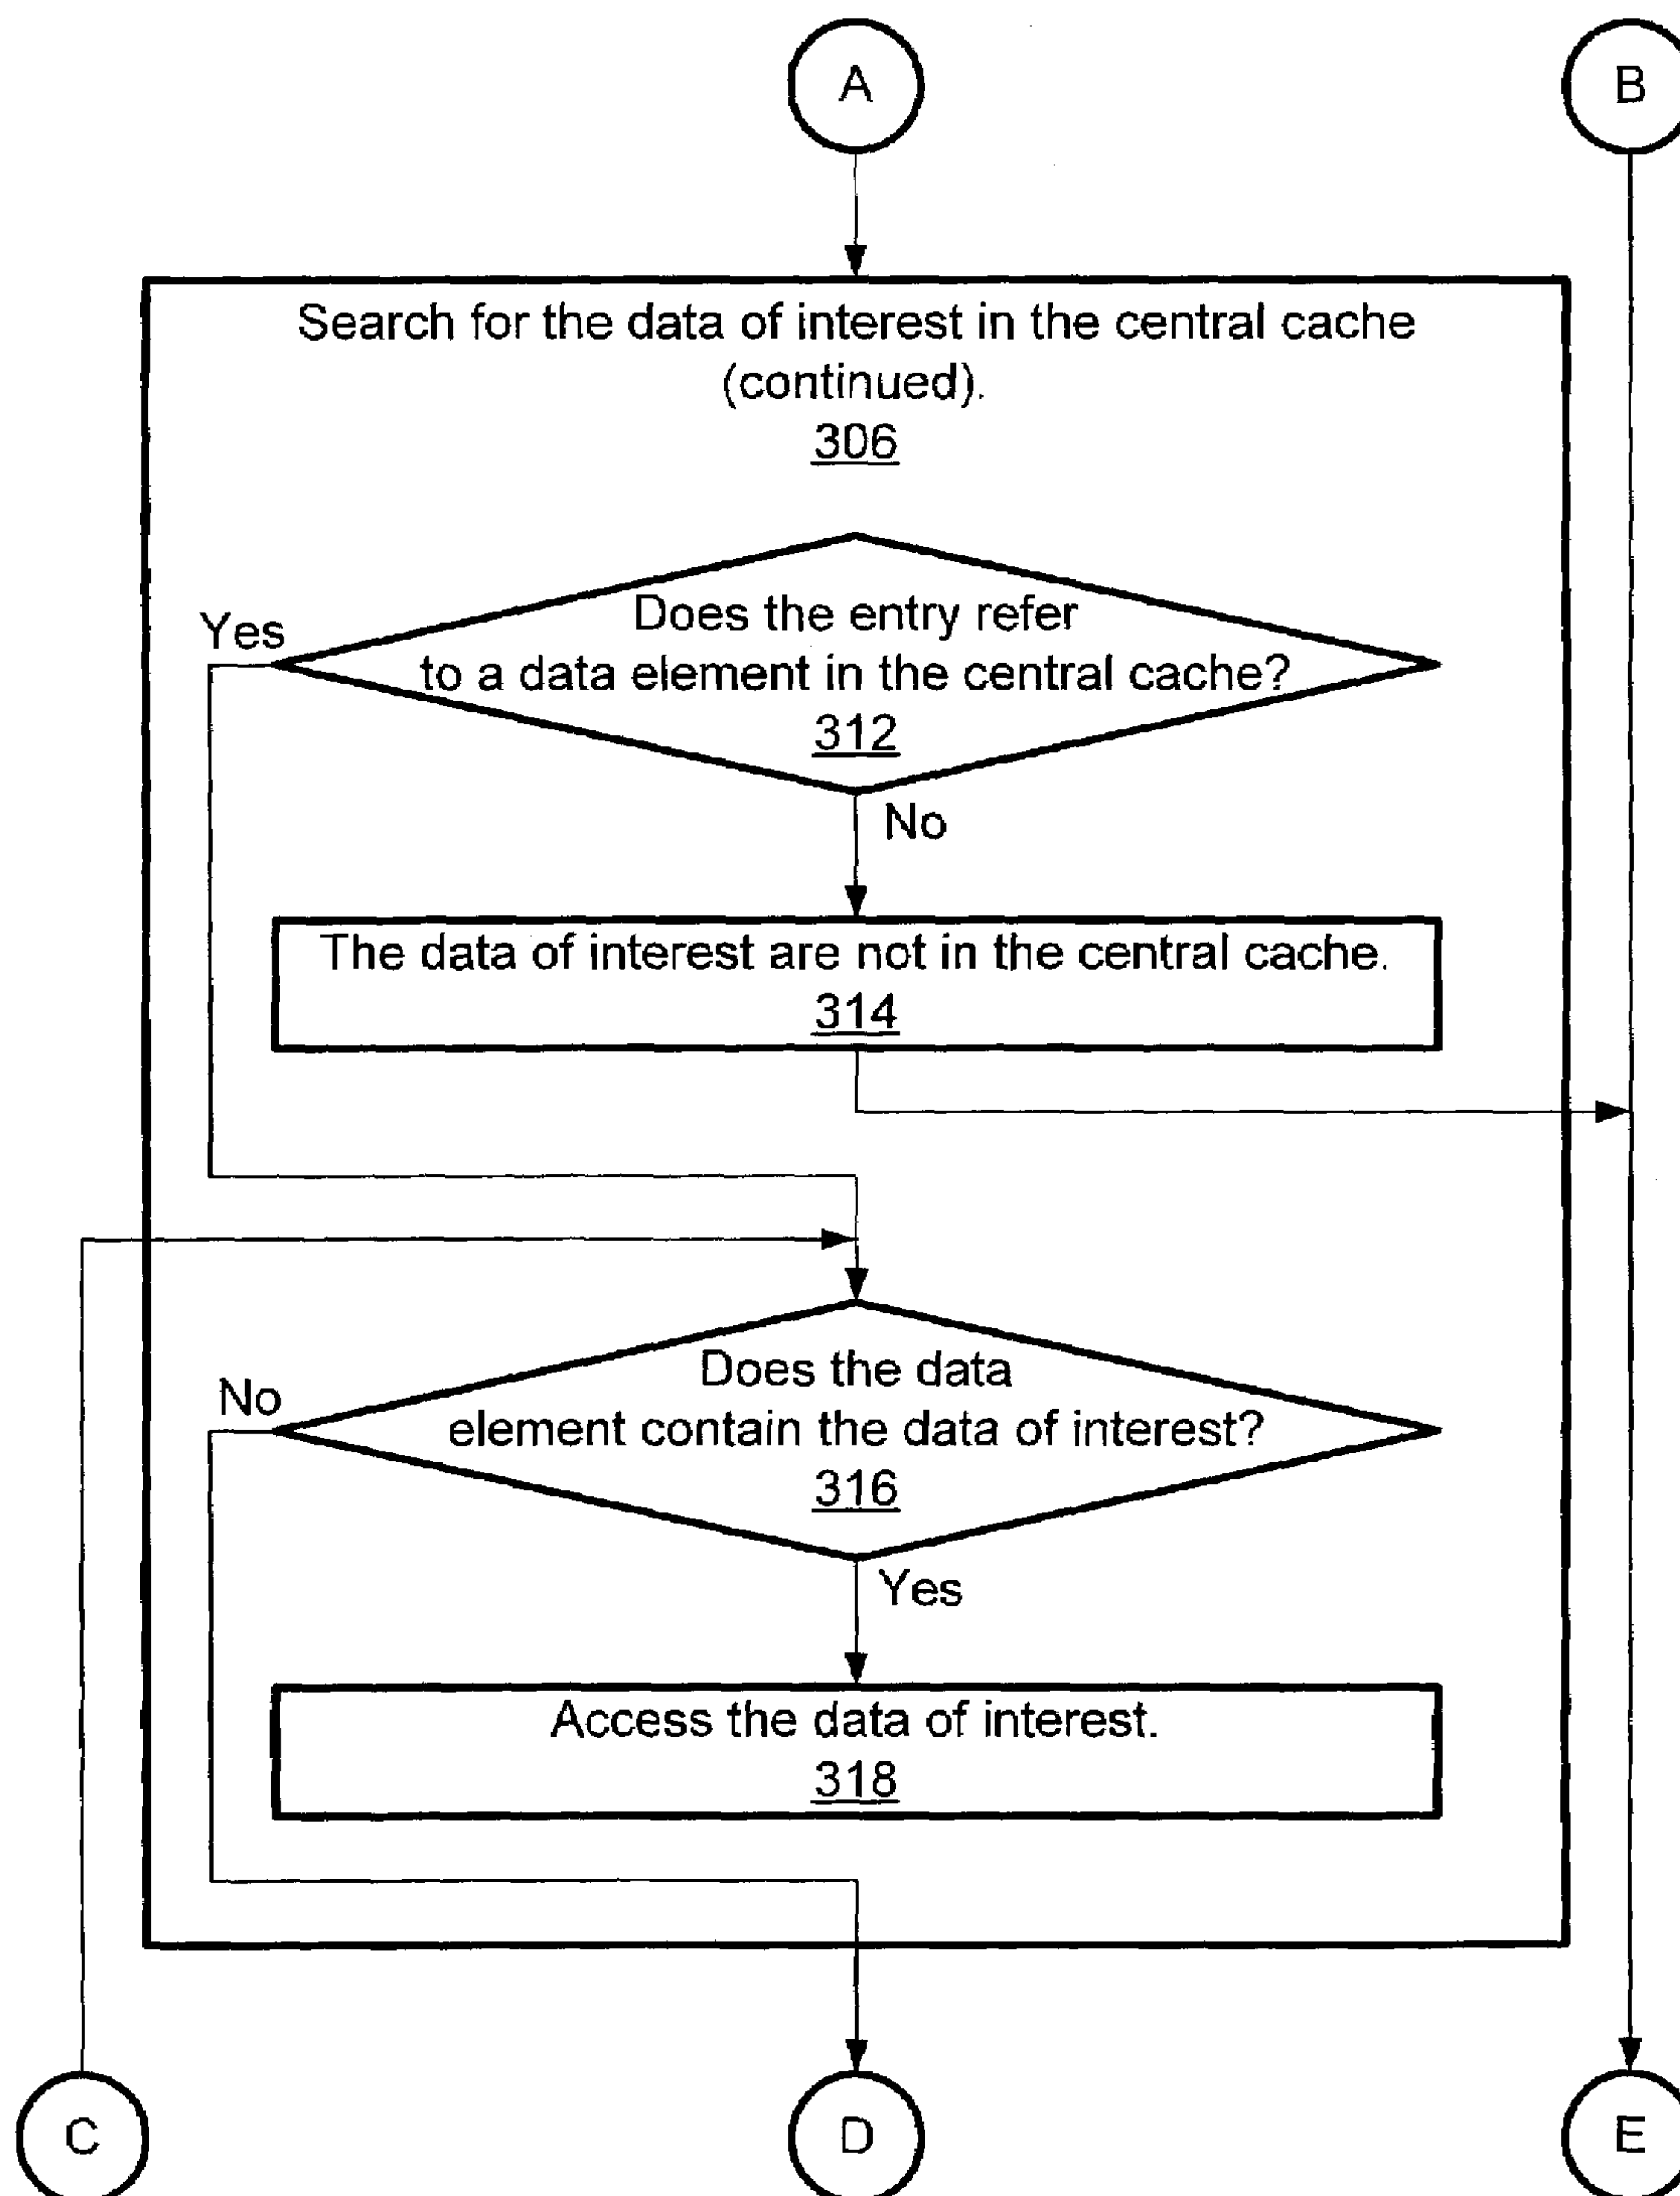 A
B
Search for the data of interest in the central cache
(continued).
306
Does the entry refer
to a data element in the central cache?
312
Yes
No
The data of interest are not in the central cache.
314
Does the data
element contain the data of interest?
316
No
Yes
Access the data of interest.
318
C
D
E